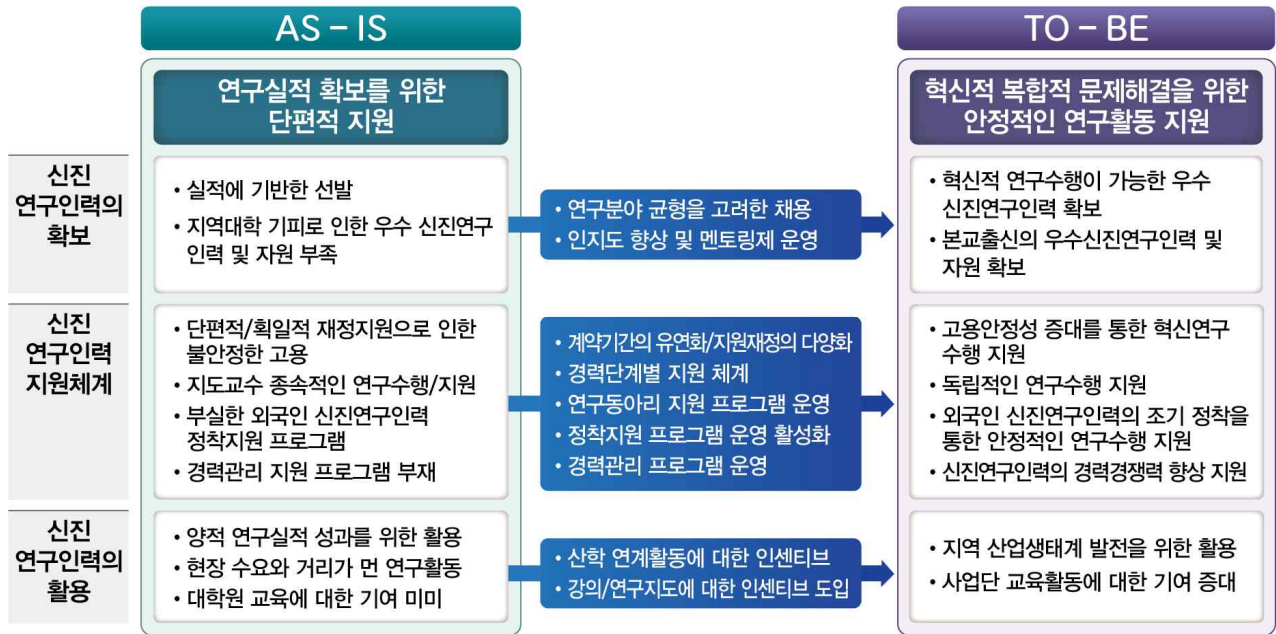 AS – IS
TO – BE
연구실적 확보를 위한
단편적 지원
혁신적 복합적 문제해결을 위한
안정적인 연구활동 지원
신진
연구인력의
확보
• 실적에 기반한 선발
• 지역대학 기피로 인한 우수 신진연구
인력 및 자원 부족
• 연구분야 균형을 고려한 채용
• 인지도 향상 및 멘토링제 운영
• 혁신적 연구수행이 가능한 우수
신진연구인력 확보
• 본교출신의 우수신진연구인력 및
자원 확보
신진
연구인력
지원체계
• 단편적/획일적 재정지원으로 인한
불안정한 고용
• 지도교수 종속적인 연구수행/지원
• 부실한 외국인 신진연구인력
정착지원 프로그램
• 경력관리 지원 프로그램 부재
• 계약기간의 유연화/지원재정의 다양화
• 경력단계별 지원 체계
• 연구동아리 지원 프로그램 운영
• 정착지원 프로그램 운영 활성화
• 경력관리 프로그램 운영
• 고용안정성 증대를 통한 혁신연구
수행 지원
• 독립적인 연구수행 지원
• 외국인 신진연구인력의 조기 정착을
통한 안정적인 연구수행 지원
• 신진연구인력의 경력경쟁력 향상 지원
신진
연구인력의
활용
• 양적 연구실적 성과를 위한 활용
• 현장 수요와 거리가 먼 연구활동
• 대학원 교육에 대한 기여 미미
• 산학 연계활동에 대한 인센티브
• 강의/연구지도에 대한 인센티브 도입
• 지역 산업생태계 발전을 위한 활용
• 사업단 교육활동에 대한 기여 증대